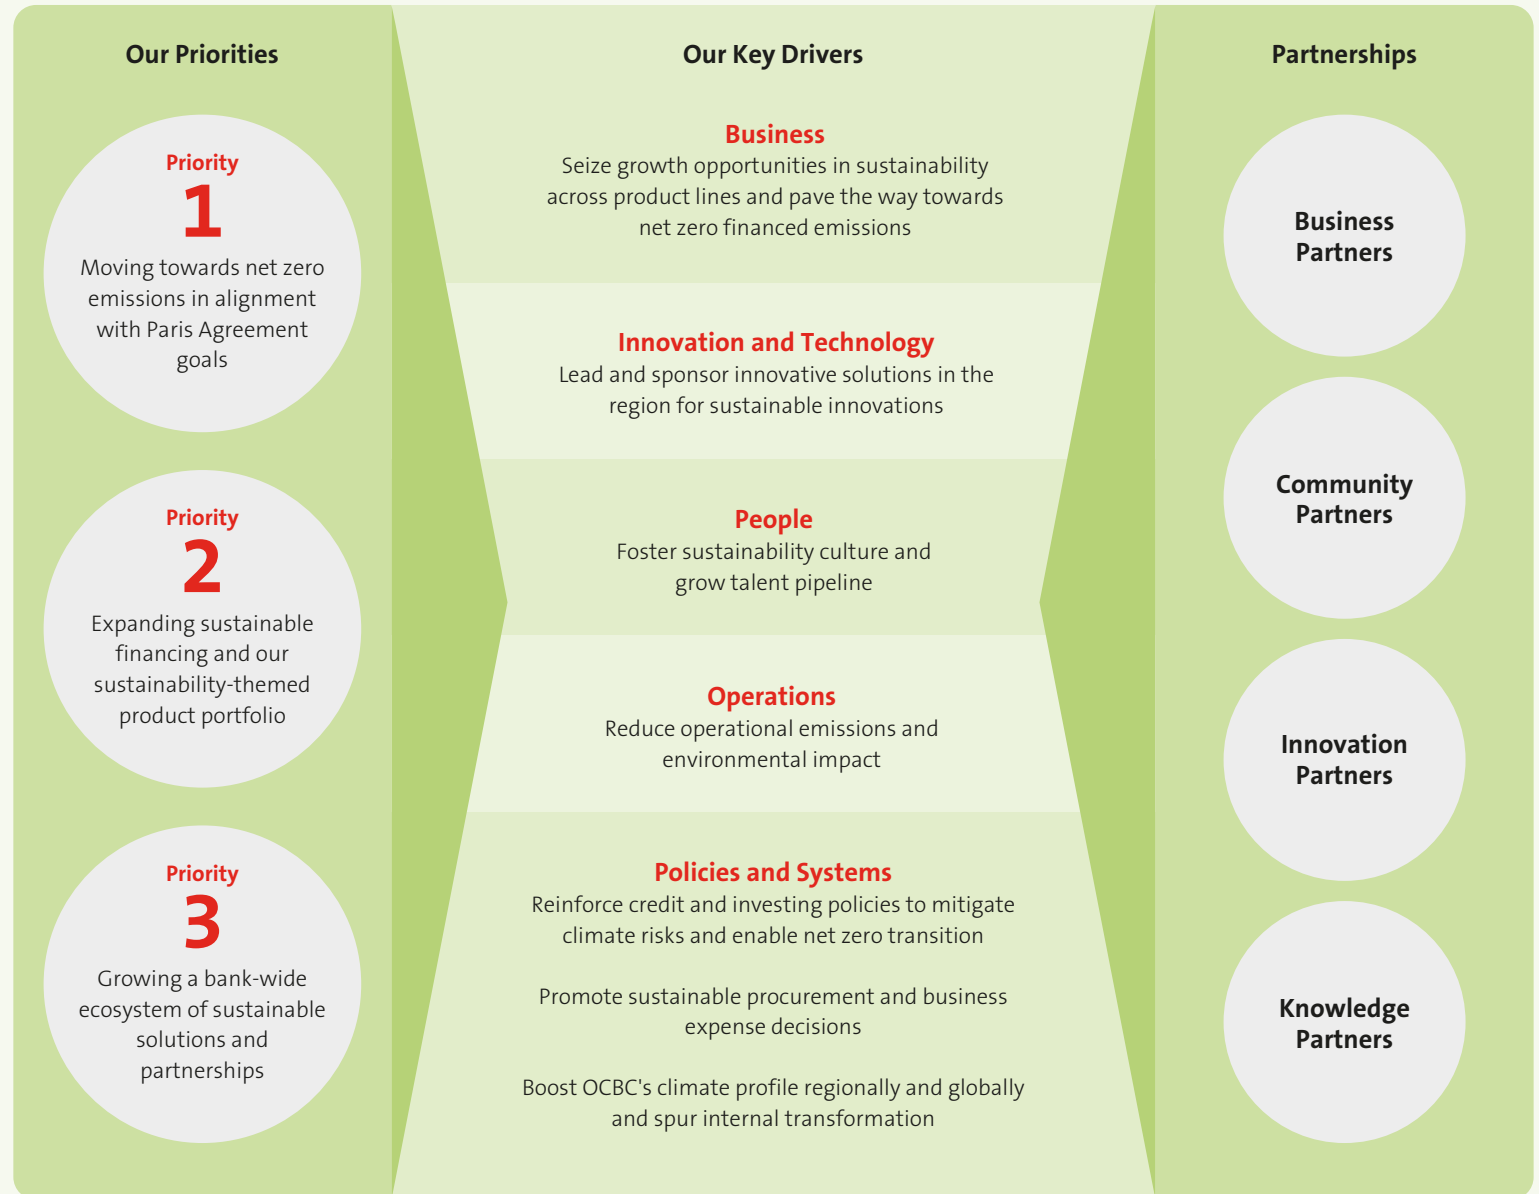 Our Priorities
Priority
1
Moving towards net zero
emissions in alignment
with Paris Agreement
goals
Priority
2
Expanding sustainable
financing and our
sustainability-themed
product portfolio
Priority
3
Growing a bank-wide
ecosystem of sustainable
solutions and
partnerships
Our Key Drivers
Business
Seize growth opportunities in sustainability
across product lines and pave the way towards
net zero financed emissions
Innovation and Technology
Lead and sponsor innovative solutions in the
region for sustainable innovations
People
Foster sustainability culture and
grow talent pipeline
Operations
Reduce operational emissions and
environmental impact
Policies and Systems
Reinforce credit and investing policies to mitigate
climate risks and enable net zero transition
Promote sustainable procurement and business
expense decisions
Boost OCBC's climate profile regionally and globally
and spur internal transformation
Partnerships
Business
Partners
Community
Partners
Innovation
Partners
Knowledge
Partners